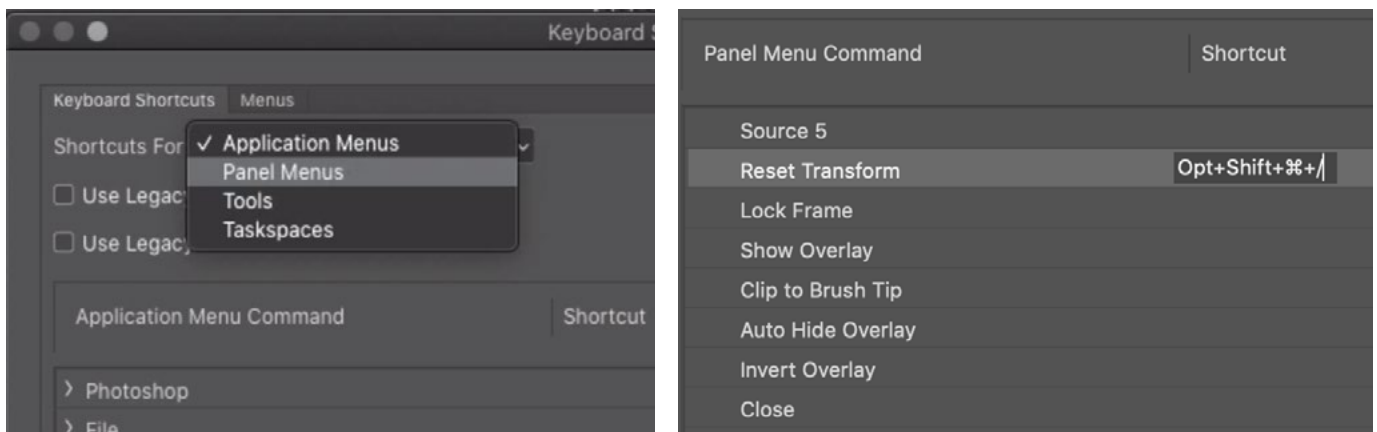 Keyboard
Keyboard Shortcuts Menus
Shortcuts For
✓ Application Menus
Panel Menus
Tools
Taskspaces
Use
Use
Application Menu Command Shortcut
> Photoshop
> File
Panel Menu Command Shortcut
Source 5
Reset Transform Opt+Shift+⌘+/
Lock Frame
Show Overlay
Clip to Brush Tip
Auto Hide Overlay
Invert Overlay
Close